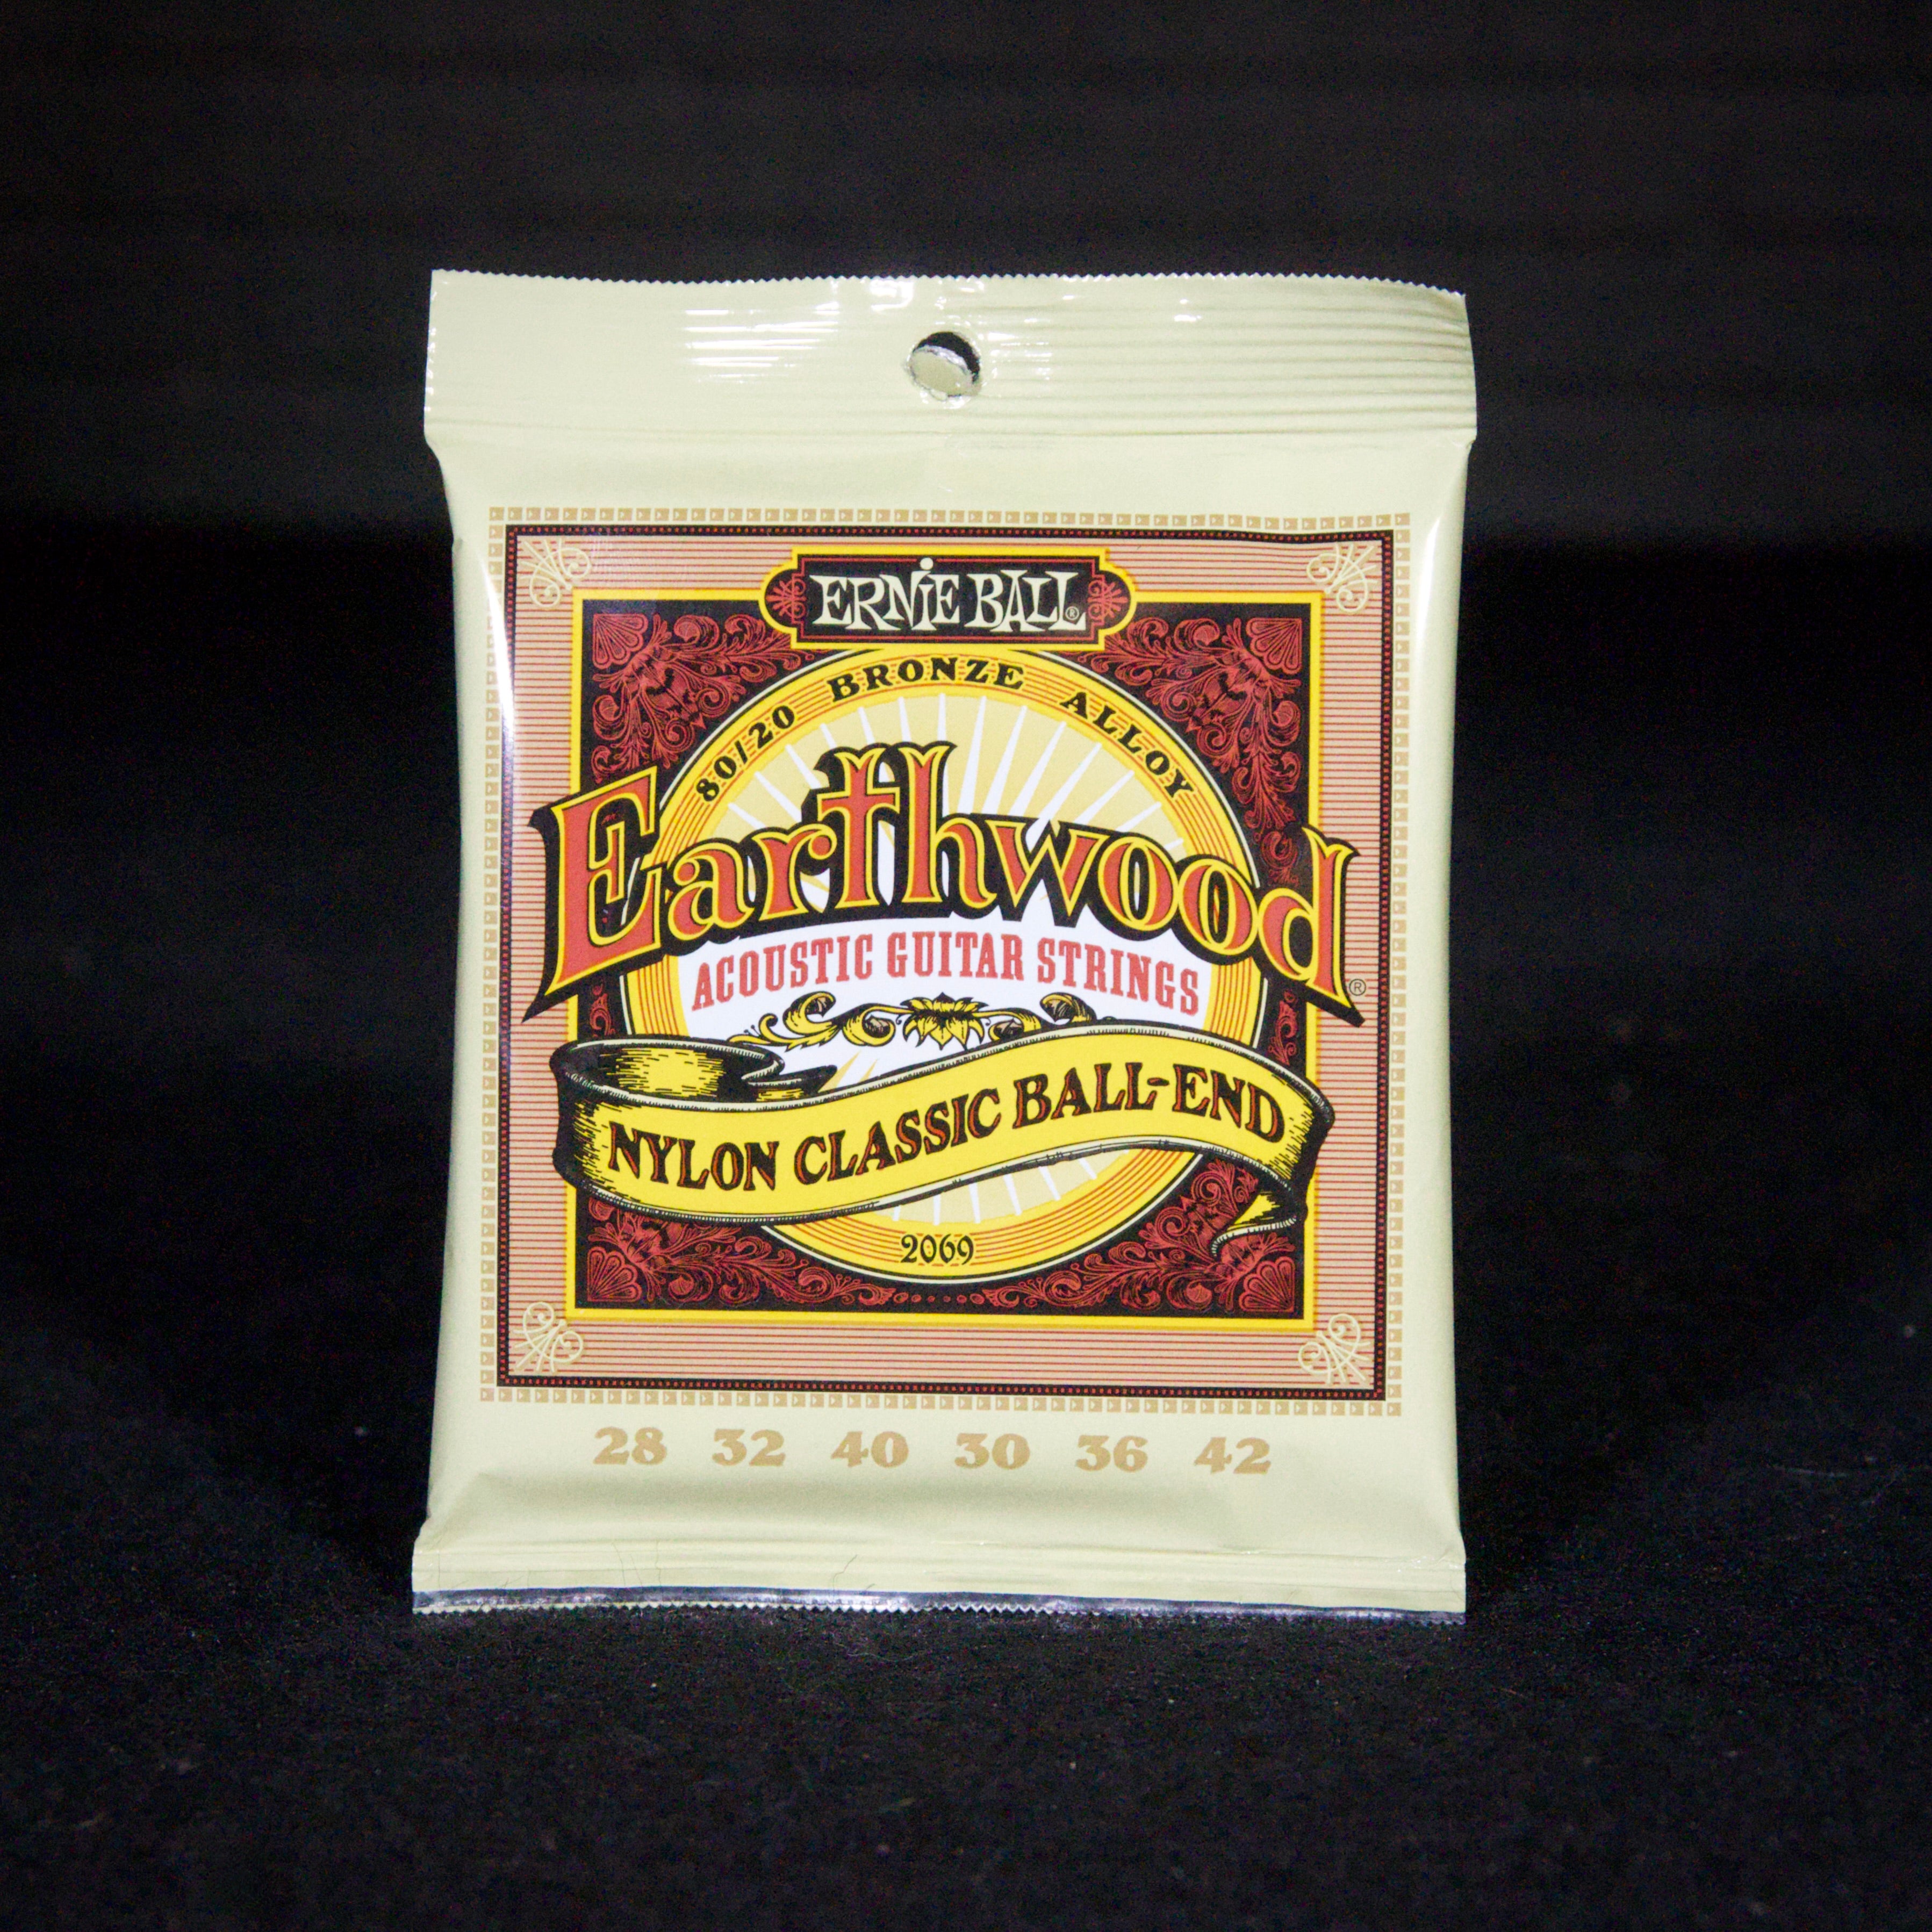 ERNIE BALL®
80/20 BRONZE ALLOY
Earthwood®
ACOUSTIC GUITAR STRINGS
NYLON CLASSIC BALL-END
2069
28 32 40 30 36 42